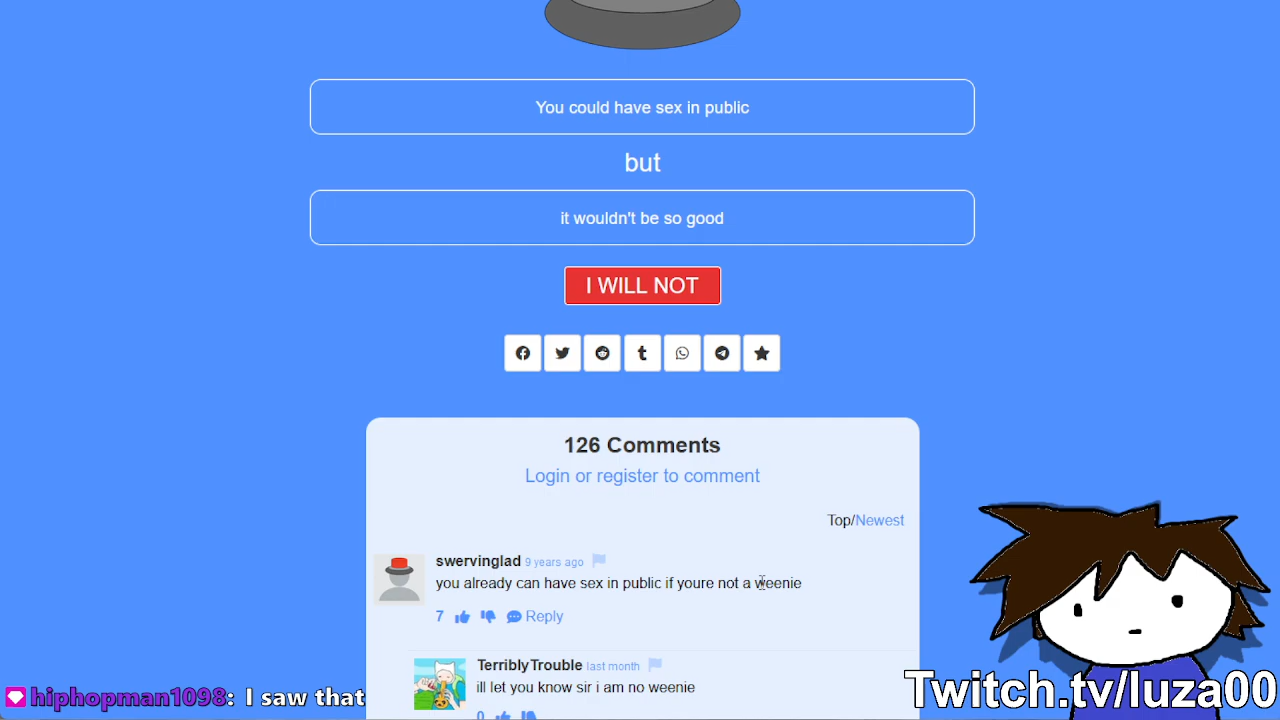 You could have sex in public
but
it wouldn't be so good
I WILL NOT
126 Comments
Login or register to comment
Top/Newest
swervinglad 9 years ago
you already can have sex in public if youre not a weenie
7 Reply
TerriblyTrouble last month
ill let you know sir i am no weenie
0
hiphopman1098: I saw that
Twitch.tv/luza00